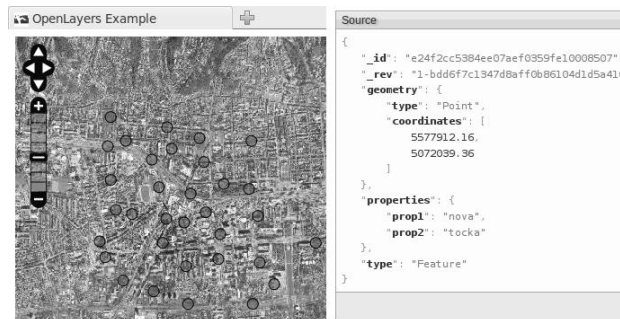 OpenLayers Example
Source
{
"_id": "e24f2cc5384ee07aef0359fe10008507"
"_rev": "1-bdd6f7c1347d8aff0b86104d1d5a41
"geometry": {
"type": "Point",
"coordinates": [
5577912.16,
5072039.36
]
},
"properties": {
"prop1": "nova",
"prop2": "tocka"
},
"type": "Feature"
}